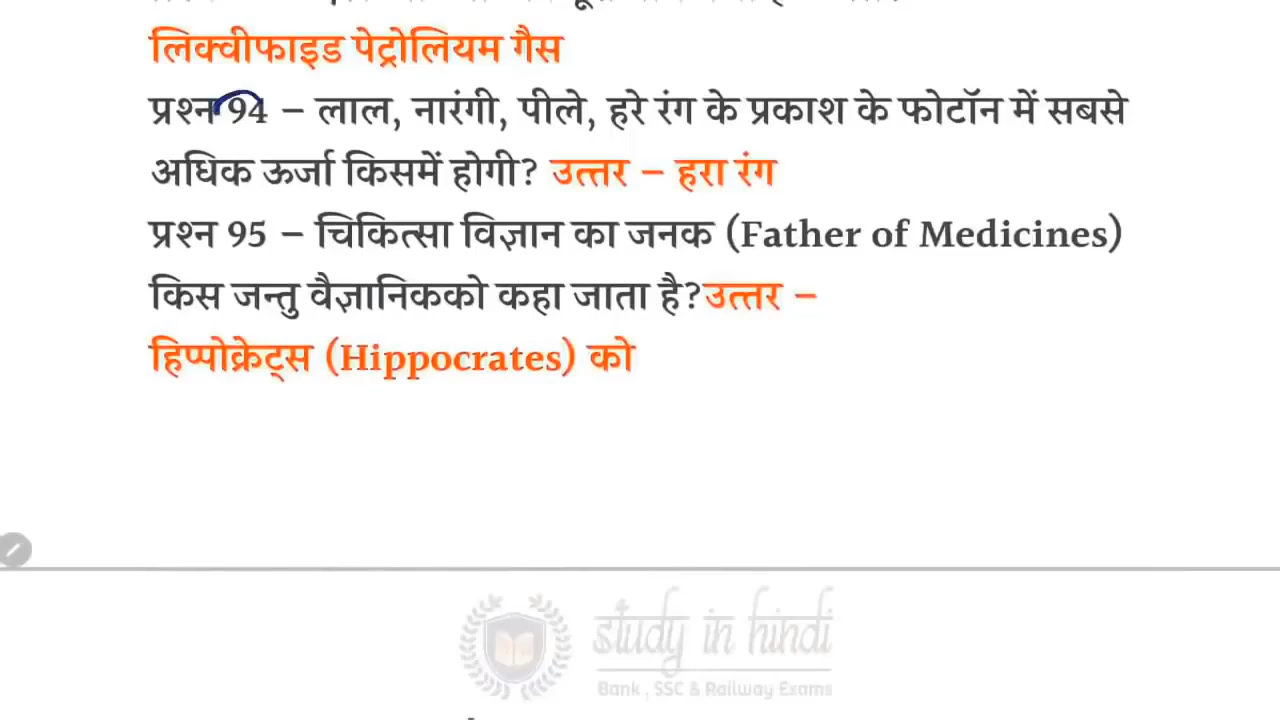 लिक्वीफाइड पेट्रोलियम गैस
प्रश्न 94 – लाल, नारंगी, पीले, हरे रंग के प्रकाश के फोटॉन में सबसे
अधिक ऊर्जा किसमें होगी? उत्तर – हरा रंग
प्रश्न 95 – चिकित्सा विज्ञान का जनक (Father of Medicines)
किस जन्तु वैज्ञानिकको कहा जाता है?उत्तर –
हिप्पोक्रेट्स (Hippocrates) को
study in hindi
Bank , SSC & Railway Exams